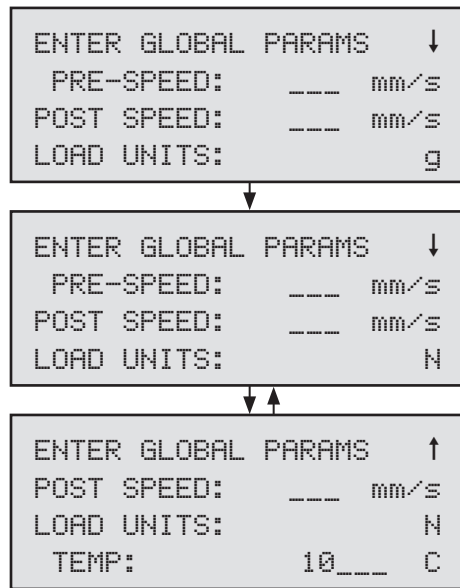 ENTER GLOBAL PARAMS ↓
PRE-SPEED: ___ mm/s
POST SPEED: ___ mm/s
LOAD UNITS: g
ENTER GLOBAL PARAMS ↓
PRE-SPEED: ___ mm/s
POST SPEED: ___ mm/s
LOAD UNITS: N
ENTER GLOBAL PARAMS ↑
POST SPEED: ___ mm/s
LOAD UNITS: N
TEMP: 10___ C